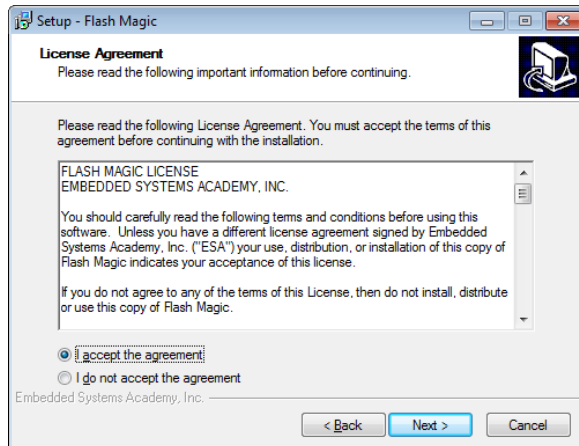 Setup - Flash Magic
License Agreement
Please read the following important information before continuing.
Please read the following License Agreement. You must accept the terms of this
agreement before continuing with the installation.
FLASH MAGIC LICENSE
EMBEDDED SYSTEMS ACADEMY, INC.
You should carefully read the following terms and conditions before using this
software. Unless you have a different license agreement signed by Embedded
Systems Academy, Inc. ("ESA") your use, distribution, or installation of this copy of
Flash Magic indicates your acceptance of this license.
If you do not agree to any of the terms of this License, then do not install, distribute
or use this copy of Flash Magic.
I accept the agreement
I do not accept the agreement
Embedded Systems Academy, Inc.
< Back
Next >
Cancel